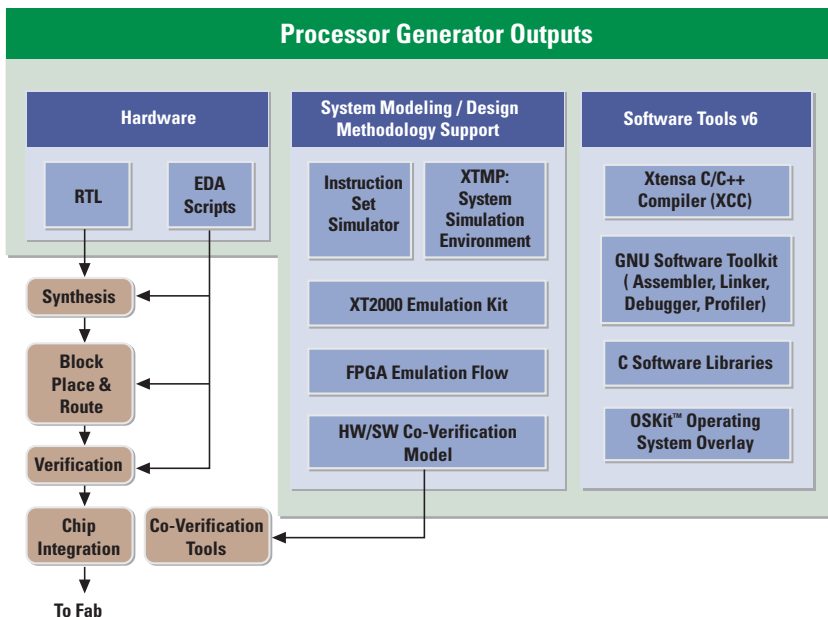 Processor Generator Outputs
Hardware
RTL
EDA
Scripts
Synthesis
Block
Place &
Route
Verification
Chip
Integration
To Fab
Co-Verification
Tools
System Modeling / Design
Methodology Support
Instruction
Set
Simulator
XTMP:
System
Simulation
Environment
XT2000 Emulation Kit
FPGA Emulation Flow
HW/SW Co-Verification
Model
Software Tools v6
Xtensa C/C++
Compiler (XCC)
GNU Software Toolkit
( Assembler, Linker,
Debugger, Profiler)
C Software Libraries
OSKit™ Operating
System Overlay